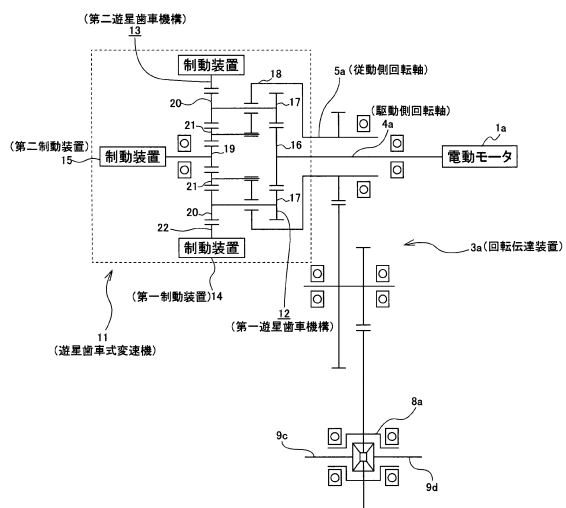 (第二遊星歯車機構)
13
制動装置
18
5a(従動側回転軸)
20
17
(駆動側回転軸)
4a
1a
21
16
(第二制動装置)
15
制動装置
19
電動モータ
21
17
20
22
制動装置
3a(回転伝達装置)
(第一制動装置)14
12
(第一遊星歯車機構)
11
(遊星歯車式変速機)
8a
9c
9d